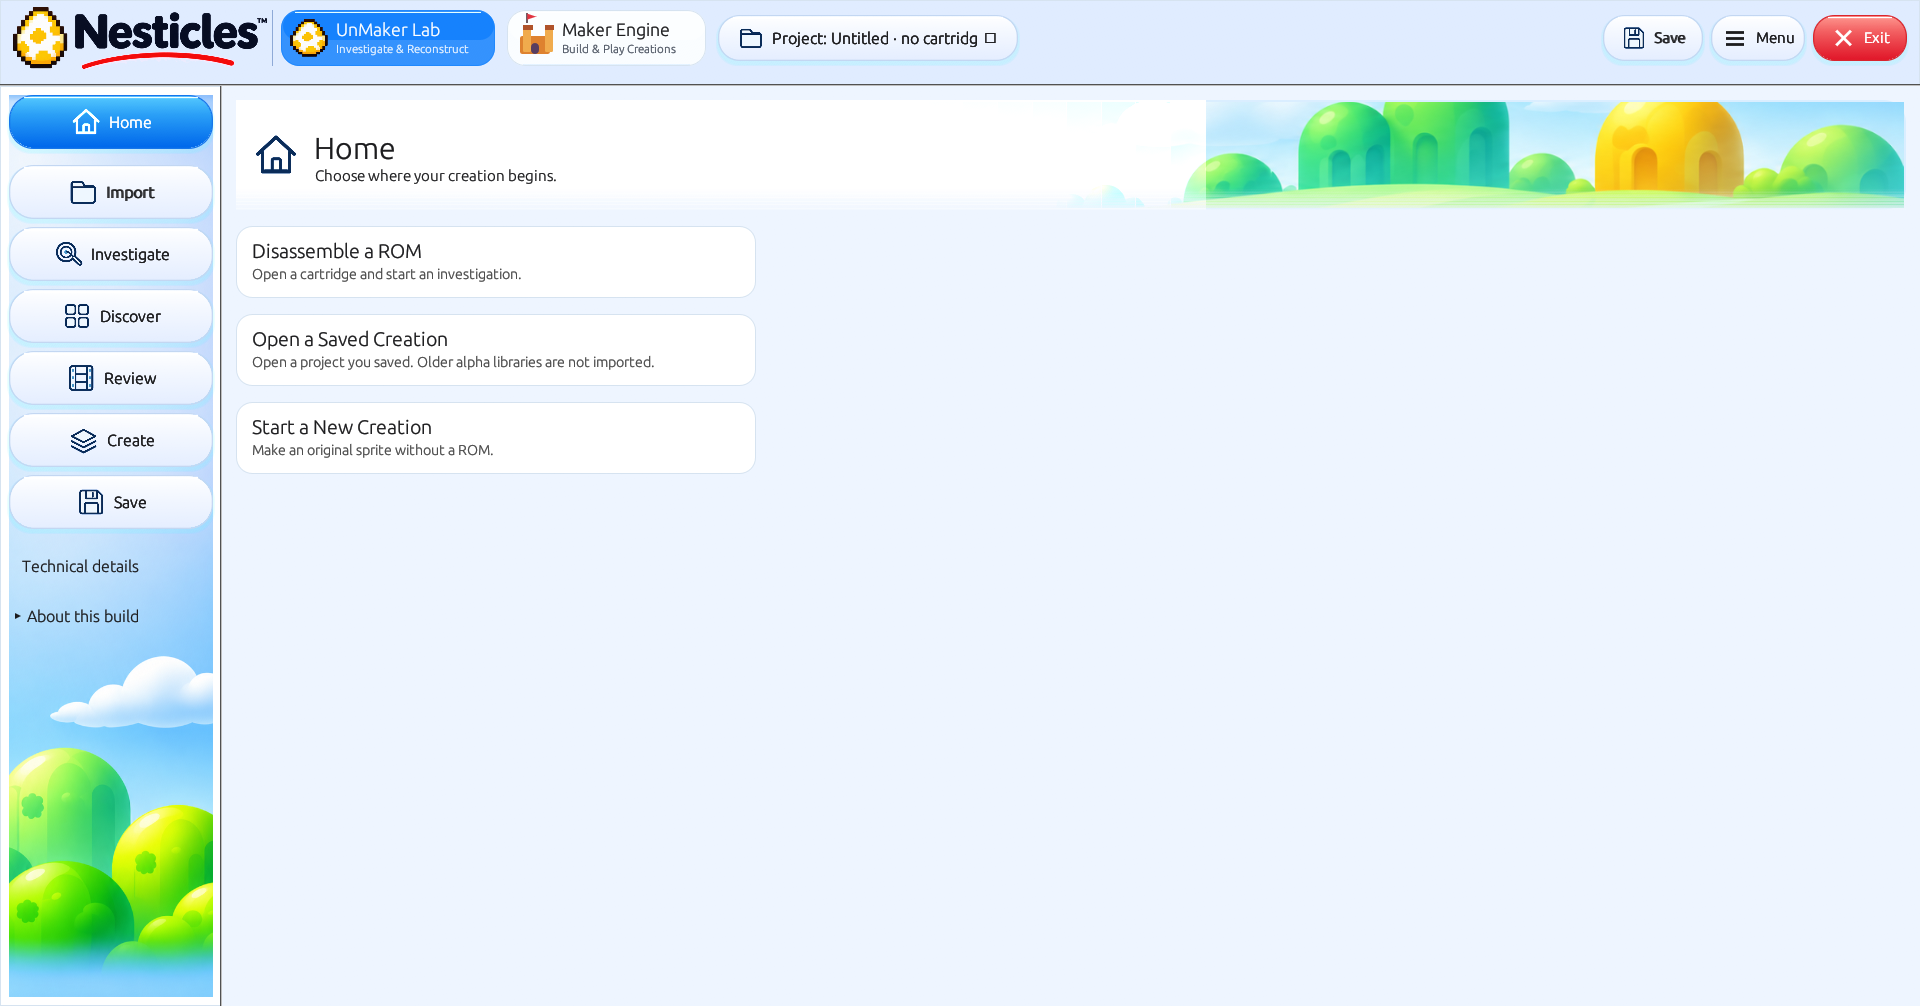 Nesticles™
UnMaker Lab
Investigate & Reconstruct
Maker Engine
Build & Play Creations
Project: Untitled · no cartridg
Save
Menu
Exit
Home
Import
Investigate
Discover
Review
Create
Save
Technical details
About this build
Home
Choose where your creation begins.
Disassemble a ROM
Open a cartridge and start an investigation.
Open a Saved Creation
Open a project you saved. Older alpha libraries are not imported.
Start a New Creation
Make an original sprite without a ROM.